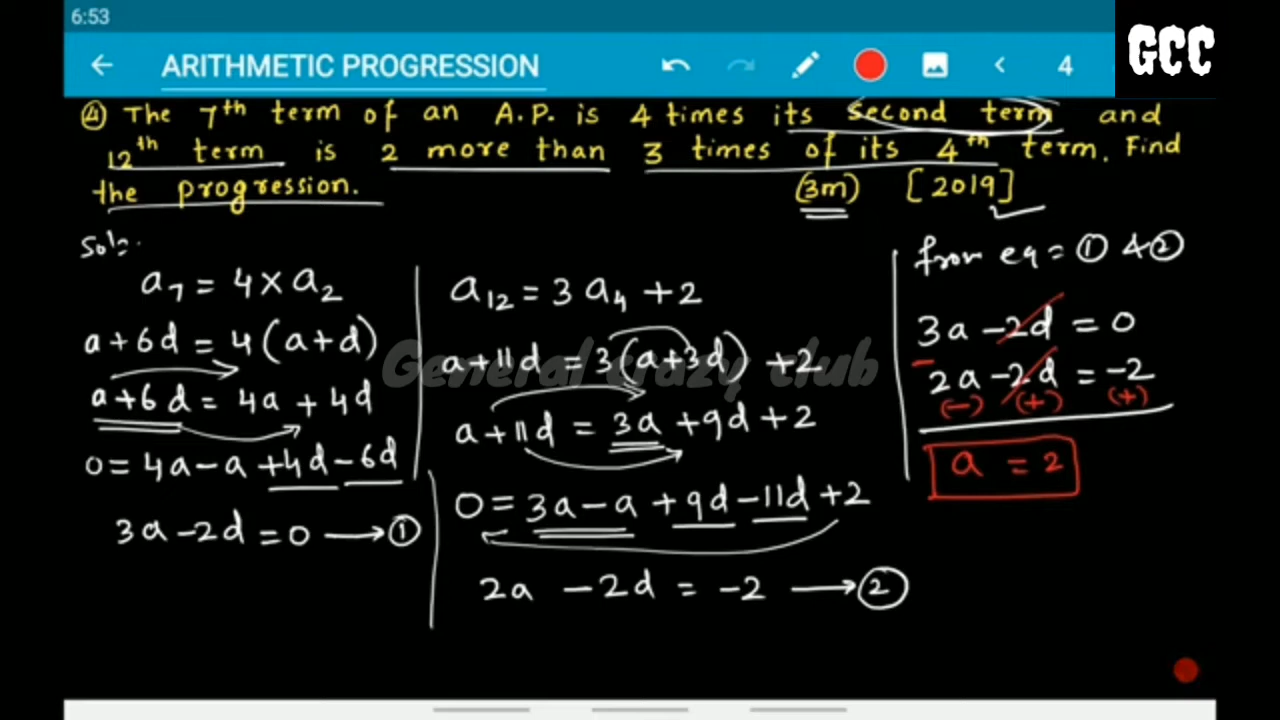 6:53
ARITHMETIC PROGRESSION
4
GCC
④ The 7th term of an A.P. is 4 times its second term and
12th term is 2 more than 3 times of its 4th term. Find
the progression. (3m) [2019]
Sol:
a₇ = 4 × a₂
a + 6d = 4(a + d)
a + 6d = 4a + 4d
0 = 4a - a + 4d - 6d
3a - 2d = 0 → ①
a₁₂ = 3a₄ + 2
a + 11d = 3(a + 3d) + 2
a + 11d = 3a + 9d + 2
0 = 3a - a + 9d - 11d + 2
2a - 2d = -2 → ②
from eq = ① & ②
3a - 2d = 0
2a - 2d = -2
(-) (+) (+)
a = 2
General crazy club